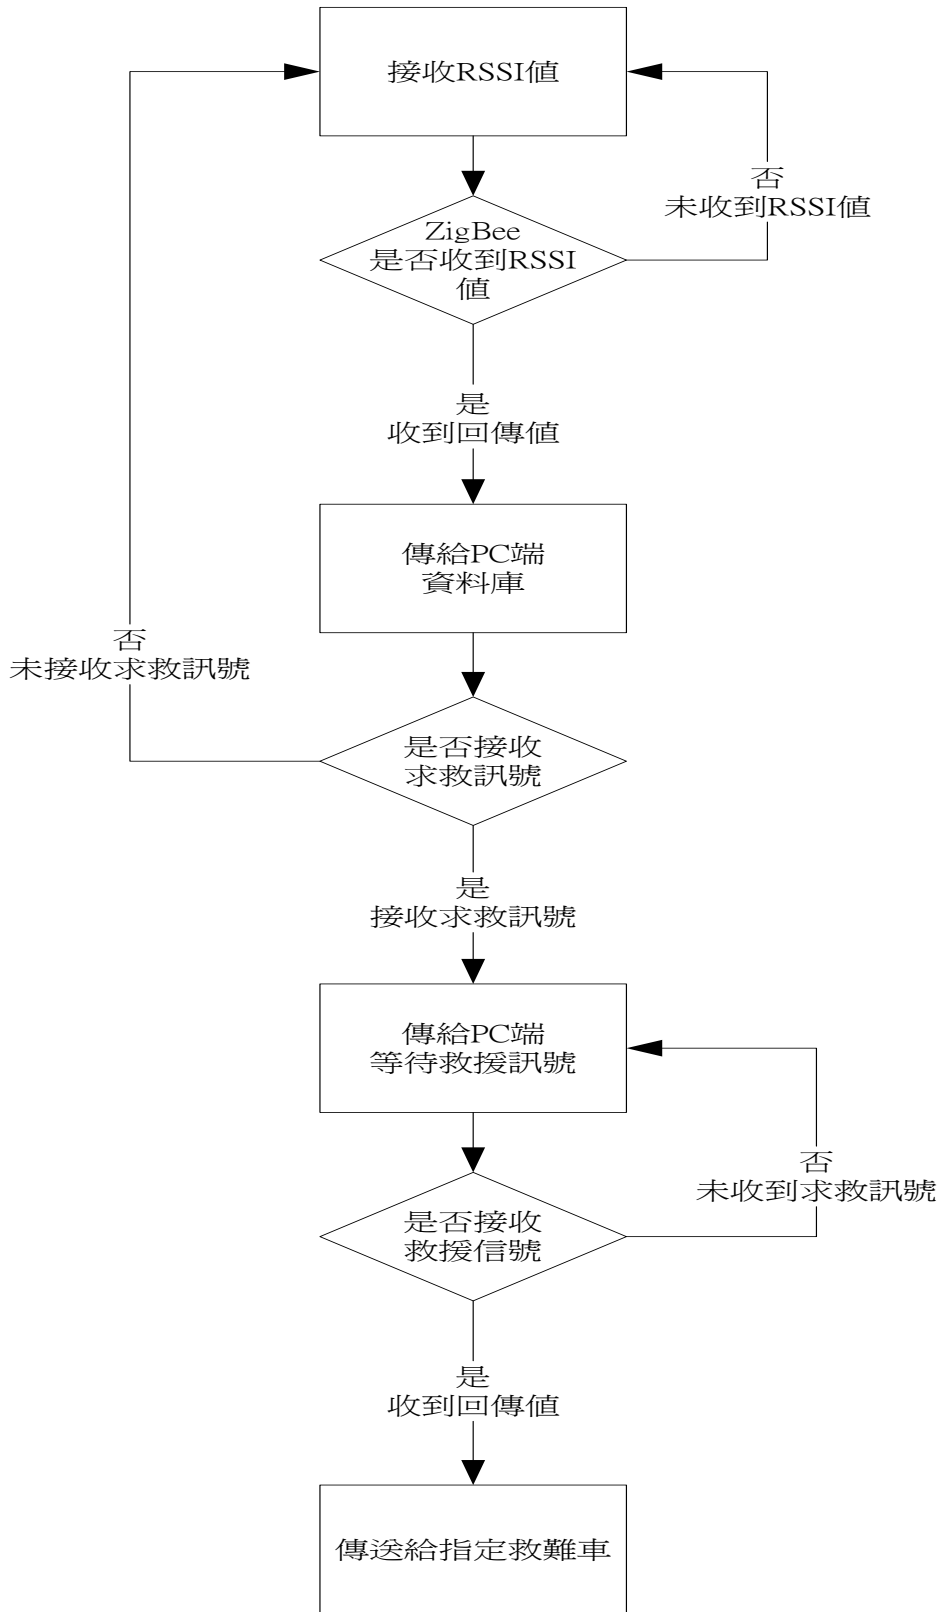 接收RSSI值
否
未收到RSSI值
ZigBee
是否收到RSSI
值
是
收到回傳值
傳給PC端
資料庫
否
未接收求救訊號
是否接收
求救訊號
是
接收求救訊號
傳給PC端
等待救援訊號
否
未收到求救訊號
是否接收
救援信號
是
收到回傳值
傳送給指定救難車